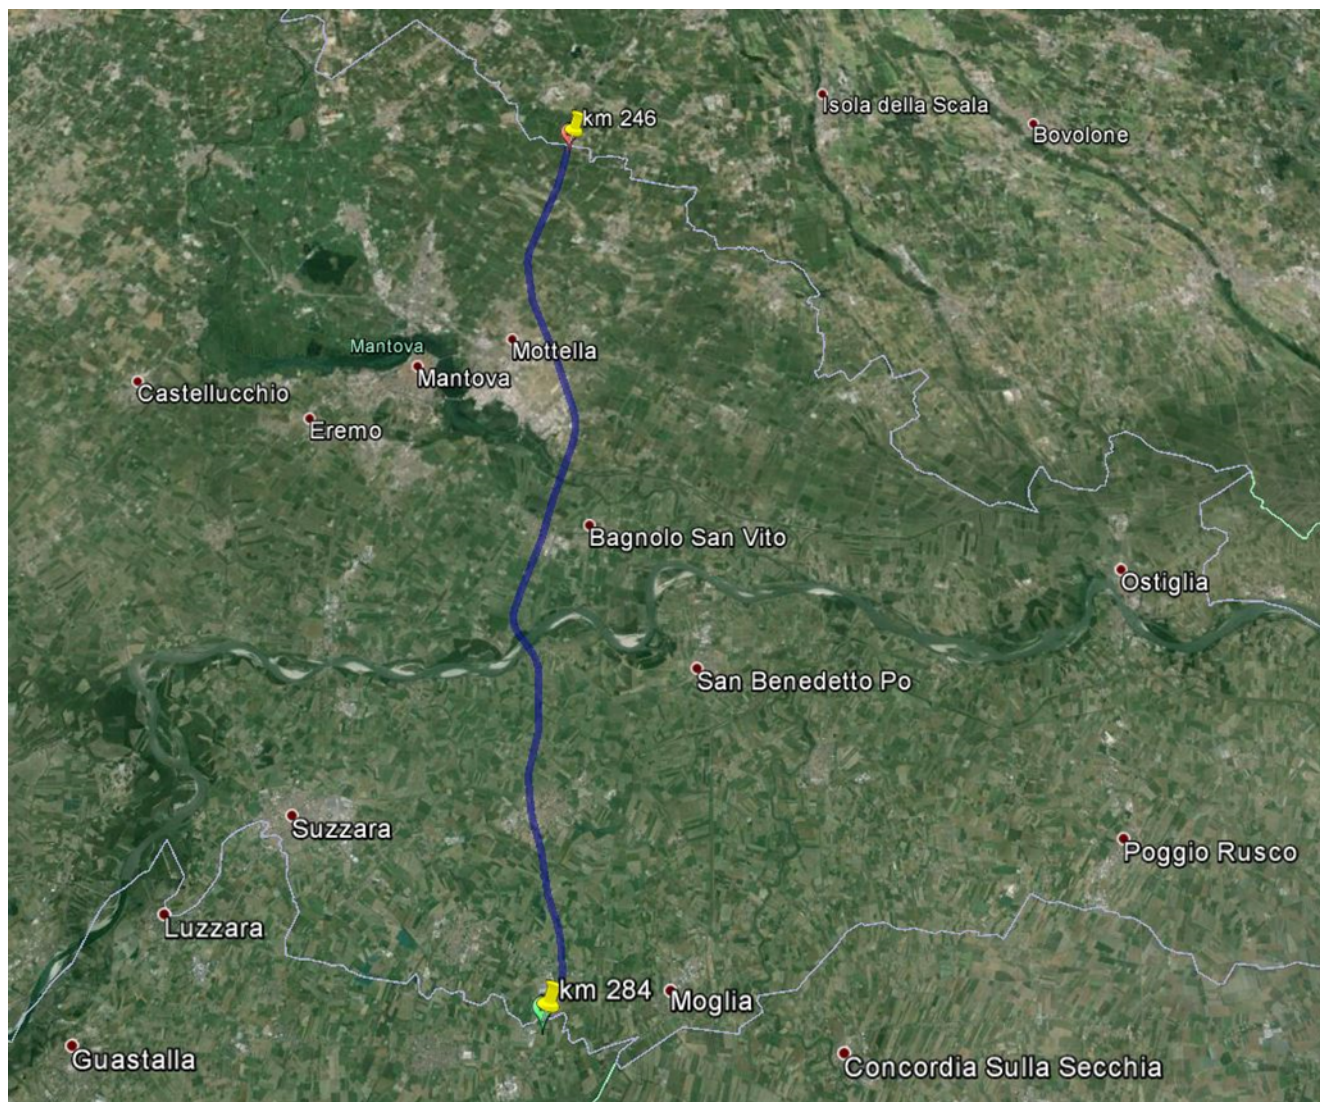 Isola della Scala
km 246
Bovolone
Mantova
Mottella
Mantova
Castellucchio
Eremo
Bagnolo San Vito
Ostiglia
San Benedetto Po
Suzzara
Poggio Rusco
Luzzara
km 284
Moglia
Guastalla
Concordia Sulla Secchia